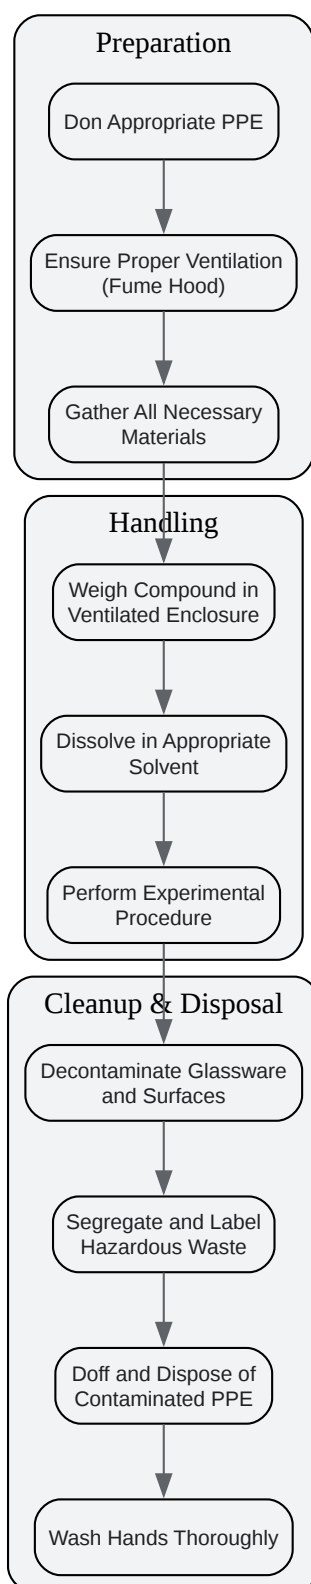 Preparation
Don Appropriate PPE
Ensure Proper Ventilation
(Fume Hood)
Gather All Necessary
Materials
Handling
Weigh Compound in
Ventilated Enclosure
Dissolve in Appropriate
Solvent
Perform Experimental
Procedure
Cleanup & Disposal
Decontaminate Glassware
and Surfaces
Segregate and Label
Hazardous Waste
Doff and Dispose of
Contaminated PPE
Wash Hands Thoroughly